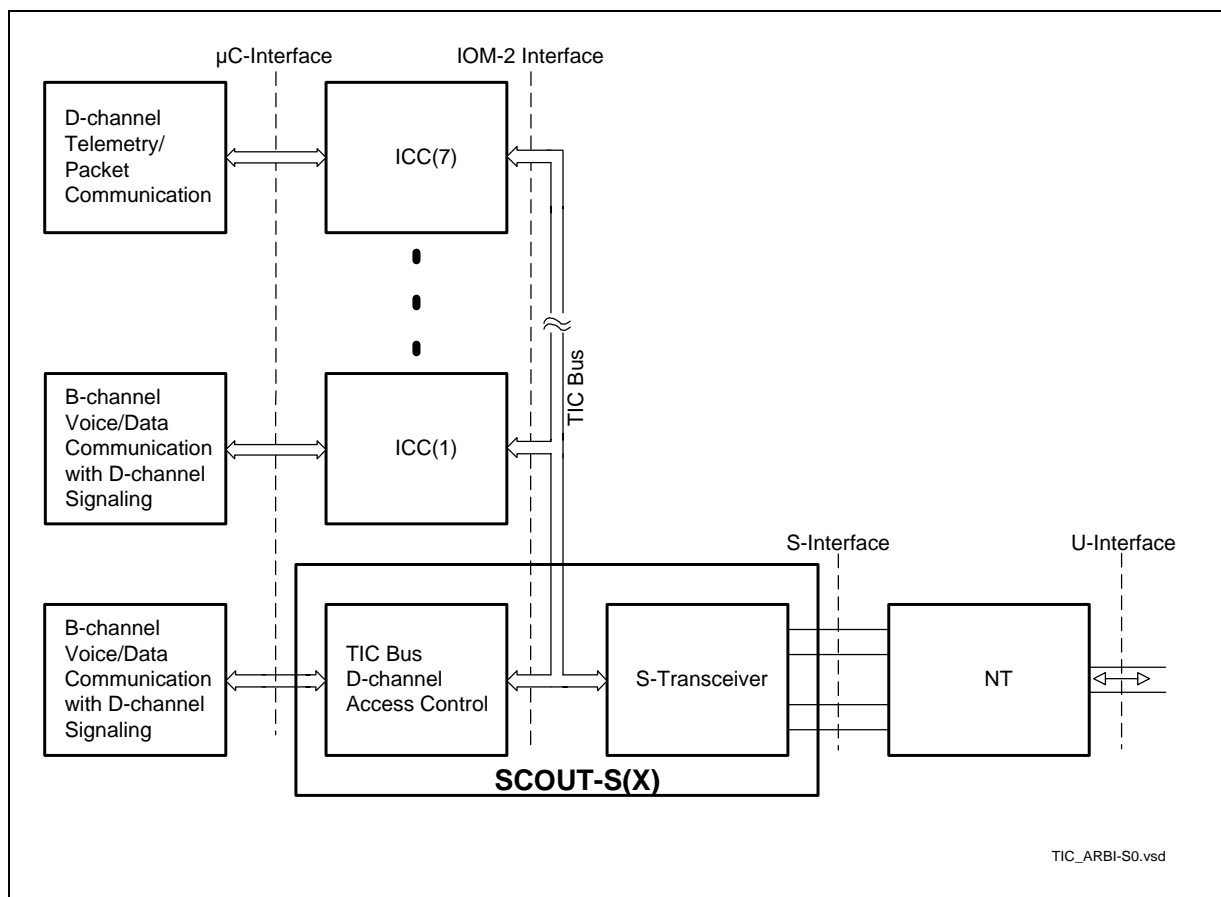 µC-Interface
IOM-2 Interface
D-channel
Telemetry/
Packet
Communication
ICC(7)
TIC Bus
B-channel
Voice/Data
Communication
with D-channel
Signaling
ICC(1)
S-Interface
U-Interface
B-channel
Voice/Data
Communication
with D-channel
Signaling
TIC Bus
D-channel
Access Control
S-Transceiver
NT
SCOUT-S(X)
TIC_ARBI-S0.vsd